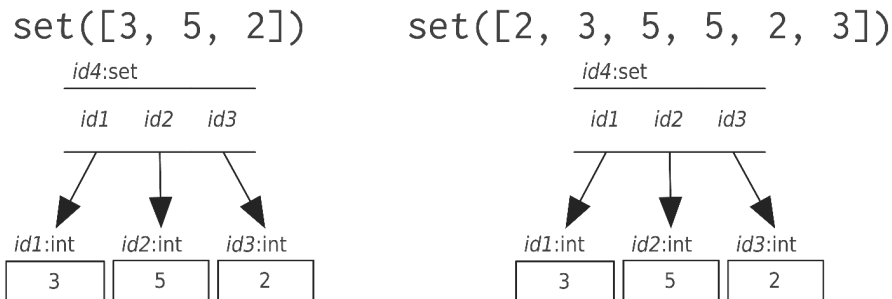 set([3, 5, 2])
id4:set
id1 id2 id3
id1:int id2:int id3:int
3 5 2
set([2, 3, 5, 5, 2, 3])
id4:set
id1 id2 id3
id1:int id2:int id3:int
3 5 2